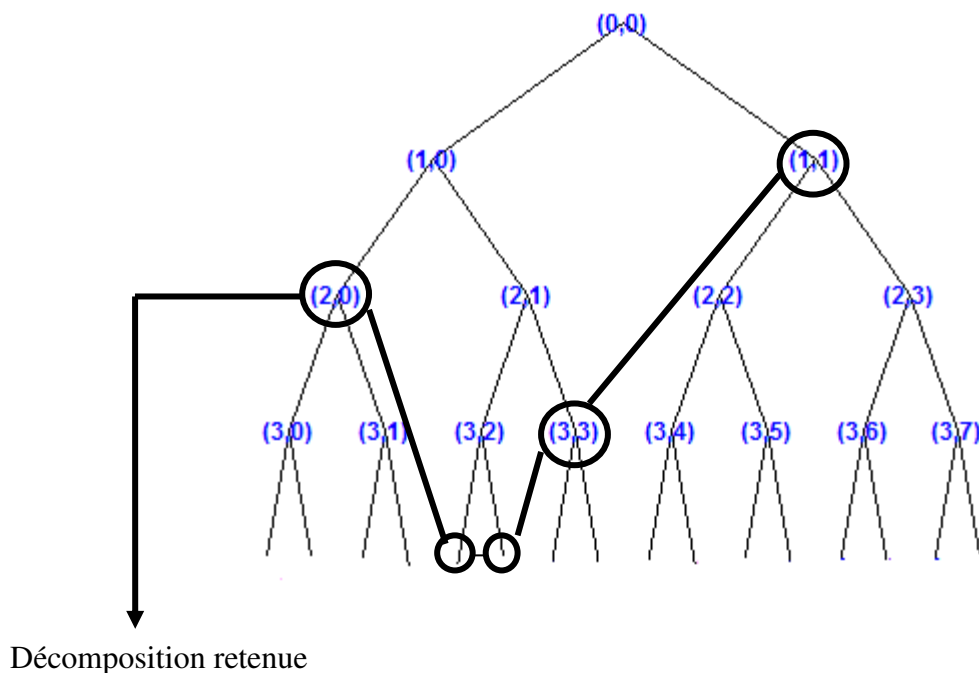 (0,0)
(1,0) (1,1)
(2,0) (2,1) (2,2) (2,3)
(3,0) (3,1) (3,2) (3,3) (3,4) (3,5) (3,6) (3,7)
Décomposition retenue